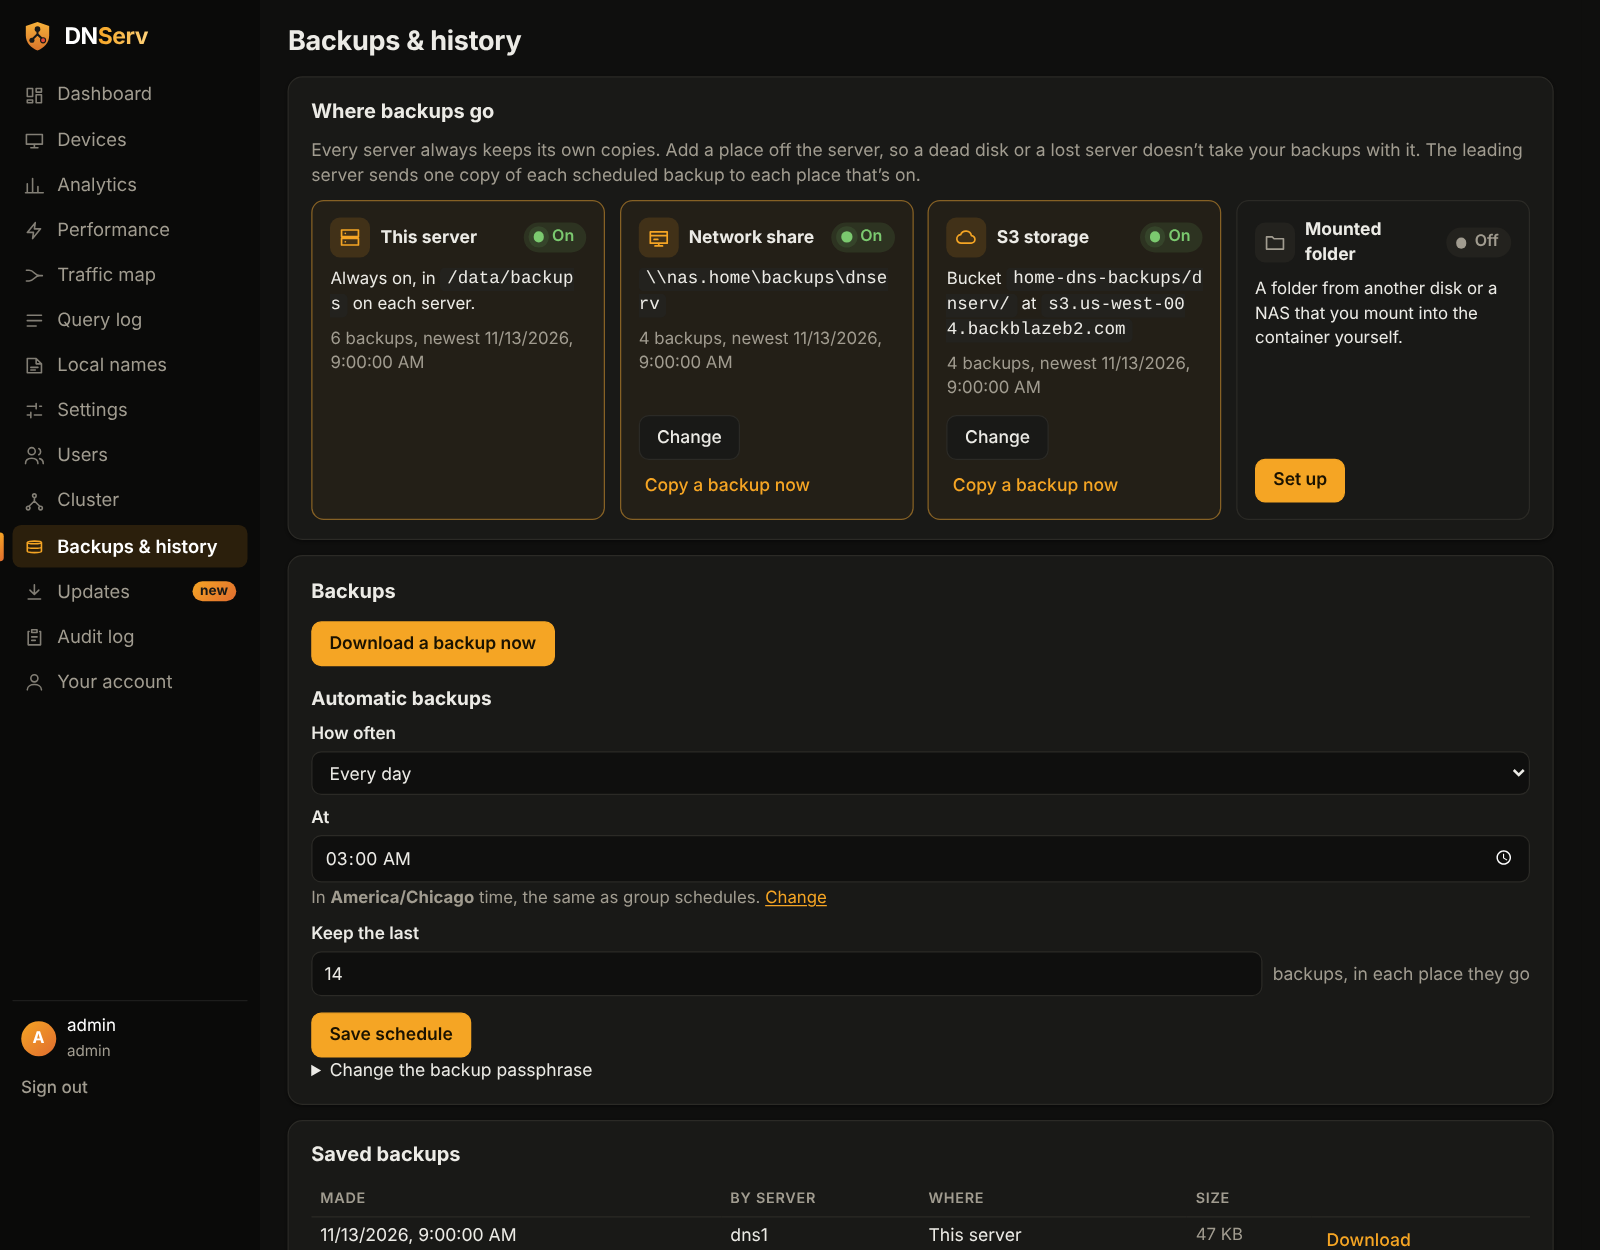 DNServ
Dashboard
Devices
Analytics
Performance
Traffic map
Query log
Local names
Settings
Users
Cluster
Backups & history
Updates new
Audit log
Your account
A
admin
admin
Sign out
Backups & history
Where backups go
Every server always keeps its own copies. Add a place off the server, so a dead disk or a lost server doesn’t take your backups with it. The leading
server sends one copy of each scheduled backup to each place that’s on.
This server On
Always on, in /data/backup
s on each server.
6 backups, newest 11/13/2026,
9:00:00 AM
Network share On
\\nas.home\backups\dnse
rv
4 backups, newest 11/13/2026,
9:00:00 AM
Change
Copy a backup now
S3 storage On
Bucket home-dns-backups/d
nserv/ at s3.us-west-00
4.backblazeb2.com
4 backups, newest 11/13/2026,
9:00:00 AM
Change
Copy a backup now
Mounted
folder
Off
A folder from another disk or a
NAS that you mount into the
container yourself.
Set up
Backups
Download a backup now
Automatic backups
How often
Every day
At
03:00 AM
In America/Chicago time, the same as group schedules. Change
Keep the last
14 backups, in each place they go
Save schedule
Change the backup passphrase
Saved backups
MADE BY SERVER WHERE SIZE
11/13/2026, 9:00:00 AM dns1 This server 47 KB Download